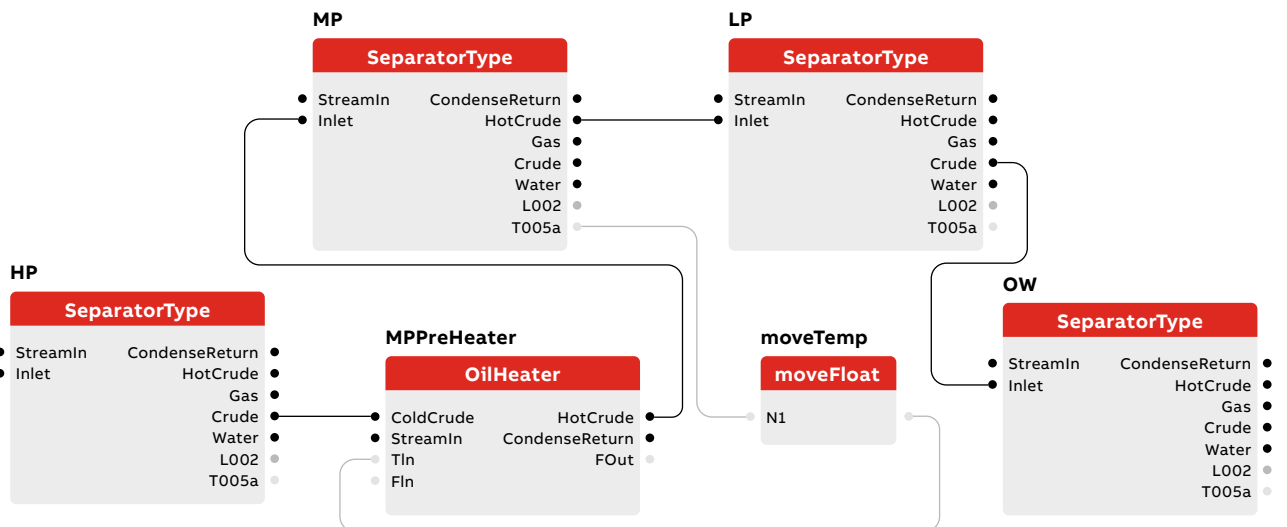 MP
SeparatorType
StreamIn CondenseReturn
Inlet HotCrude
Gas
Crude
Water
L002
T005a
LP
SeparatorType
StreamIn CondenseReturn
Inlet HotCrude
Gas
Crude
Water
L002
T005a
HP
SeparatorType
StreamIn CondenseReturn
Inlet HotCrude
Gas
Crude
Water
L002
T005a
MPPreHeater
OilHeater
ColdCrude HotCrude
StreamIn CondenseReturn
TIn FOut
FIn
moveTemp
moveFloat
N1
OW
SeparatorType
StreamIn CondenseReturn
Inlet HotCrude
Gas
Crude
Water
L002
T005a